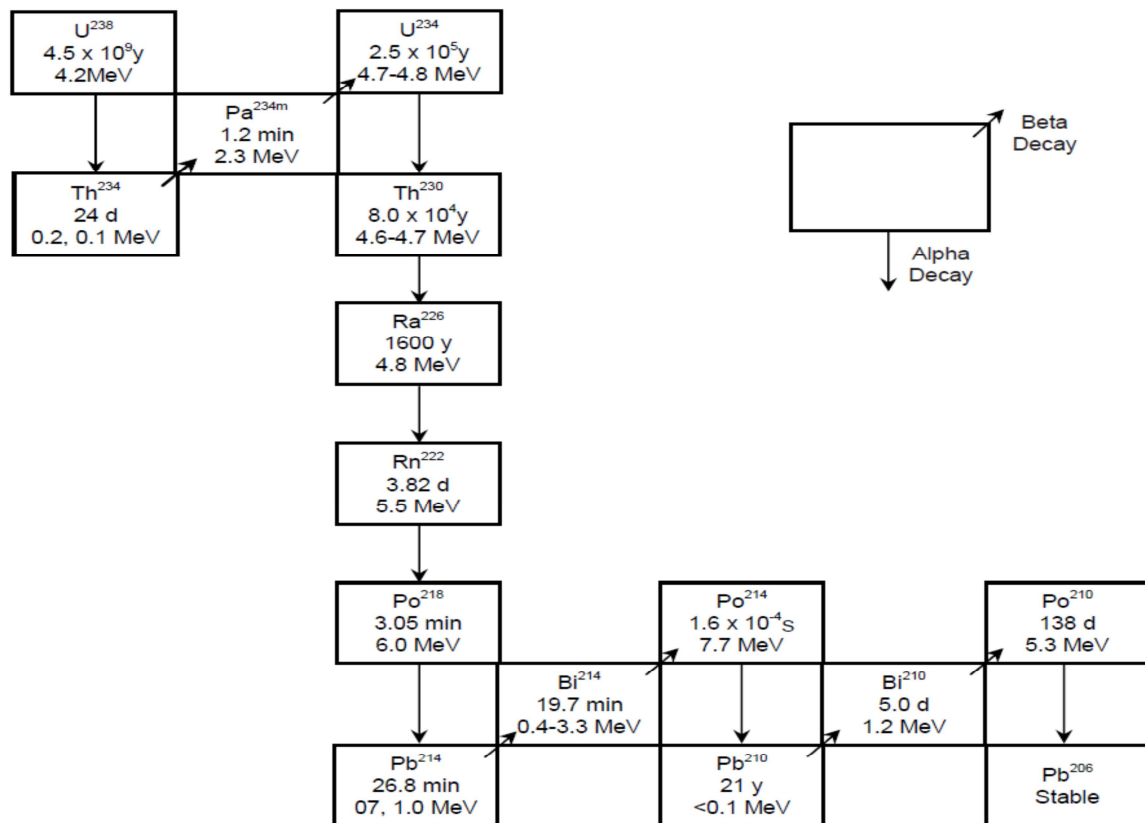 U²³⁸
4.5 x 10⁹y
4.2MeV
U²³⁴
2.5 x 10⁵y
4.7-4.8 MeV
Pa²³⁴ᵐ
1.2 min
2.3 MeV
Beta
Decay
Th²³⁴
24 d
0.2, 0.1 MeV
Th²³⁰
8.0 x 10⁴y
4.6-4.7 MeV
Alpha
Decay
Ra²²⁶
1600 y
4.8 MeV
Rn²²²
3.82 d
5.5 MeV
Po²¹⁸
3.05 min
6.0 MeV
Po²¹⁴
1.6 x 10⁻⁴S
7.7 MeV
Po²¹⁰
138 d
5.3 MeV
Bi²¹⁴
19.7 min
0.4-3.3 MeV
Bi²¹⁰
5.0 d
1.2 MeV
Pb²¹⁴
26.8 min
07, 1.0 MeV
Pb²¹⁰
21 y
<0.1 MeV
Pb²⁰⁶
Stable